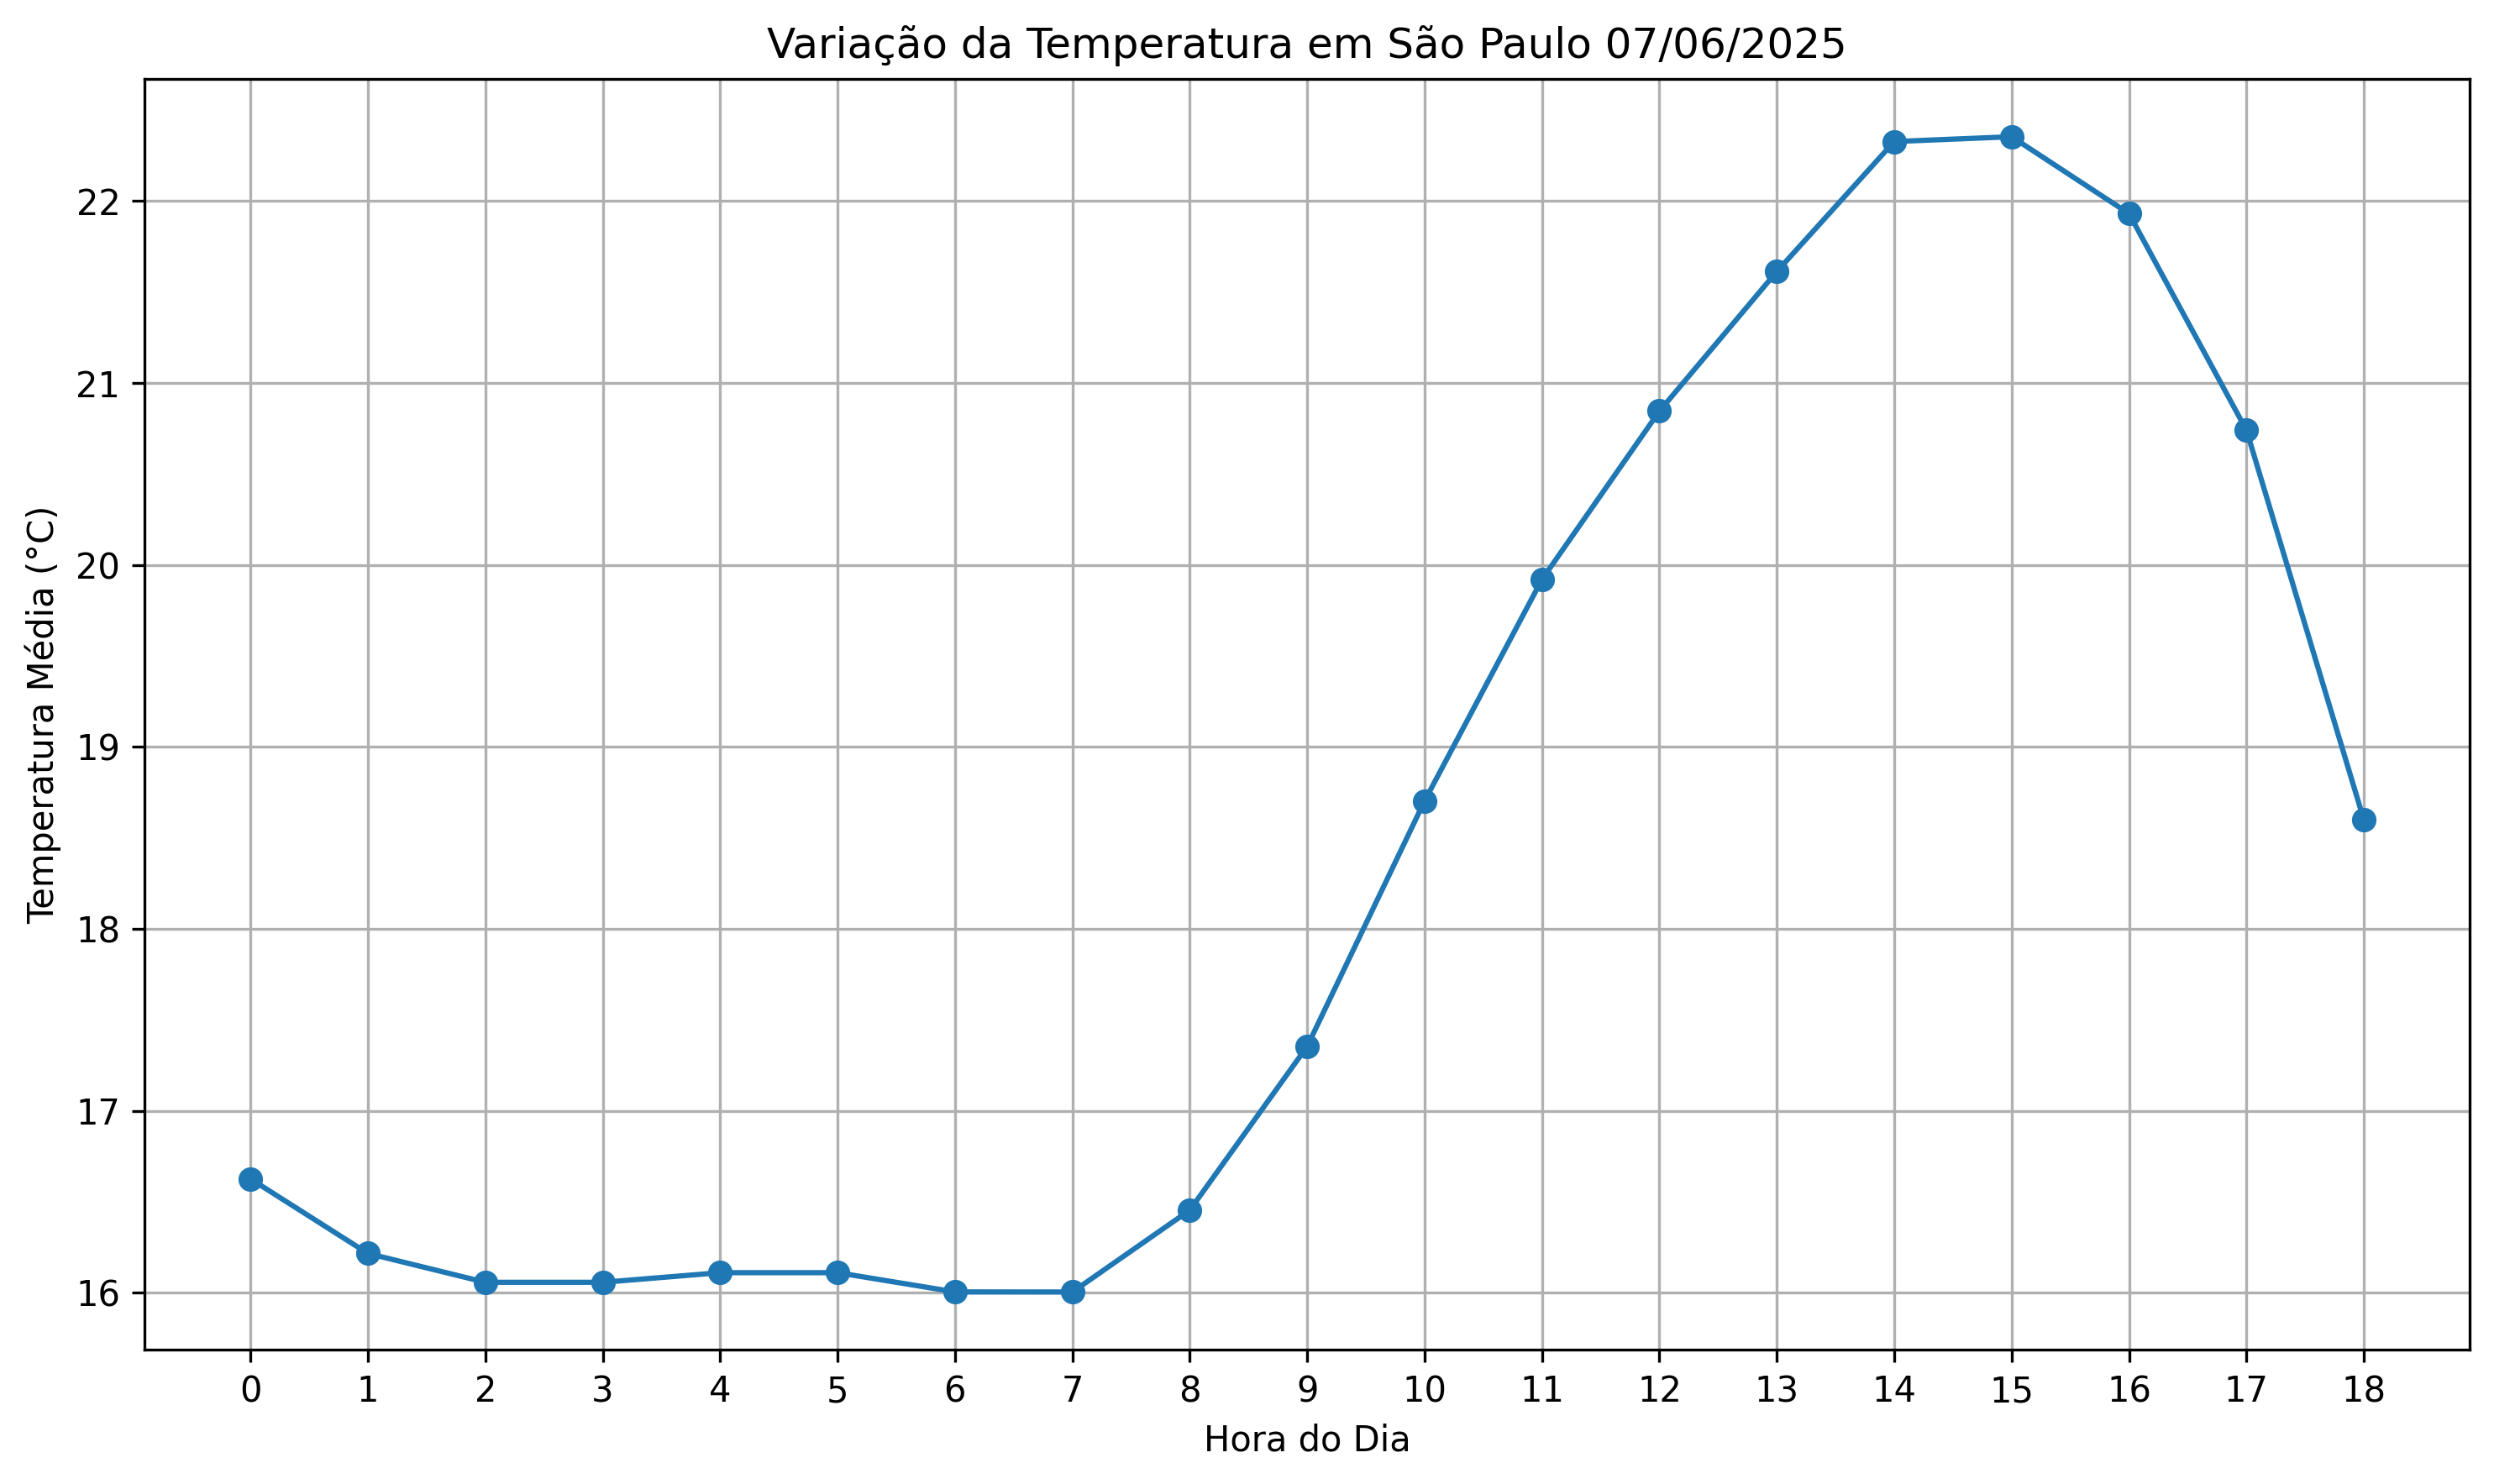 Variação da Temperatura em São Paulo 07/06/2025
Temperatura Média (°C)
22
21
20
19
18
17
16
0 1 2 3 4 5 6 7 8 9 10 11 12 13 14 15 16 17 18
Hora do Dia